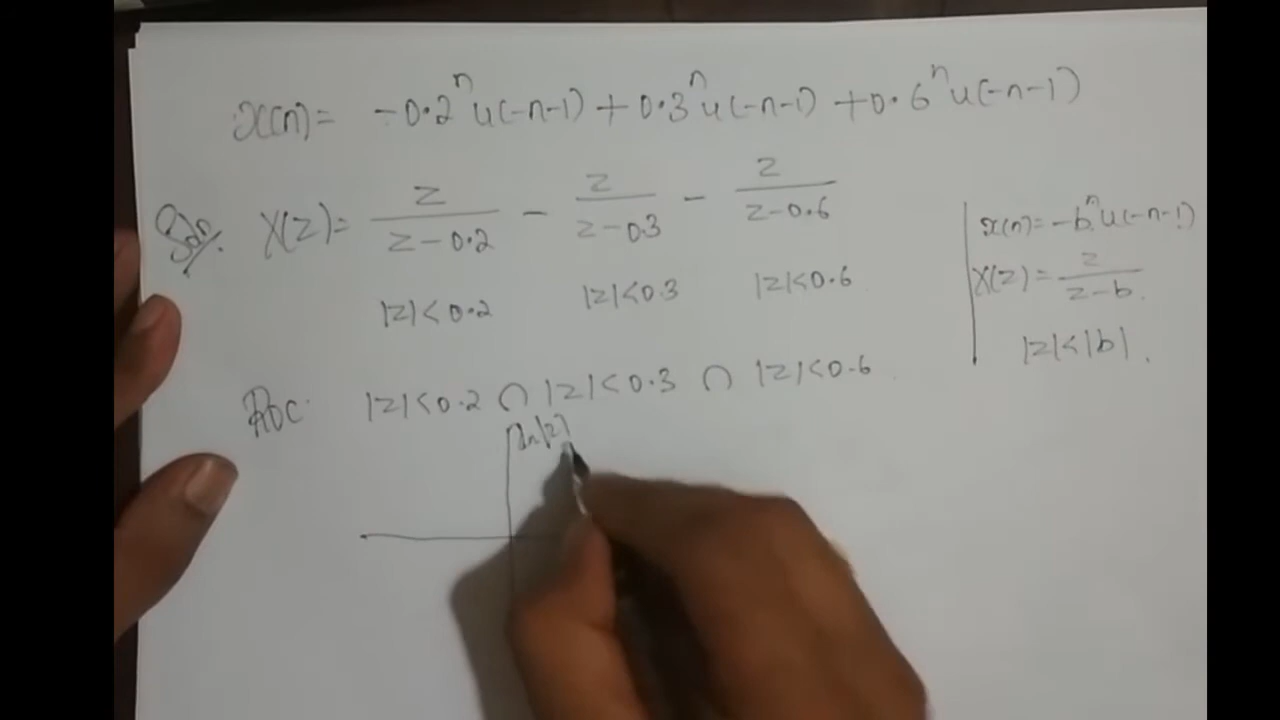 x(n) = -0.2ⁿ u(-n-1) + 0.3ⁿ u(-n-1) + 0.6ⁿ u(-n-1)
Soln. X(z) = z/(z-0.2) - z/(z-0.3) - z/(z-0.6)
|z|<0.2 |z|<0.3 |z|<0.6
x(n) = -bⁿ u(-n-1)
X(z) = z/(z-b)
|z|<|b|.
ROC: |z|<0.2 ∩ |z|<0.3 ∩ |z|<0.6